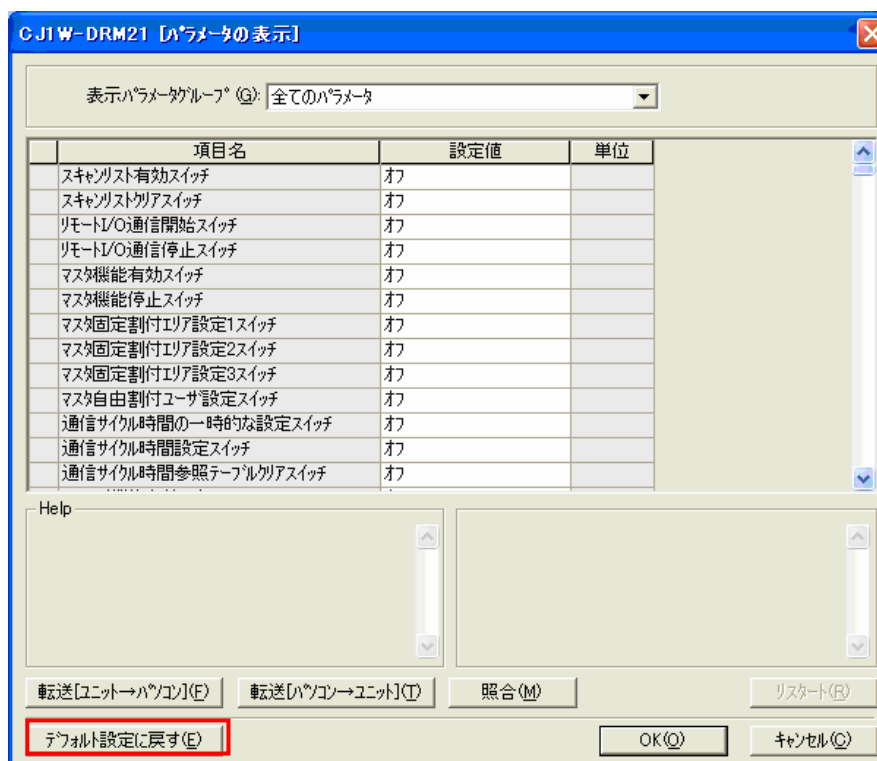 CJ1W-DRM21 [ﾊﾟﾗﾒｰﾀの表示]
表示ﾊﾟﾗﾒｰﾀｸﾞﾙｰﾌﾟ(G): 全てのﾊﾟﾗﾒｰﾀ
項目名 設定値 単位
ｽｷｬﾝﾘｽﾄ有効ｽｲｯﾁ ｵﾌ
ｽｷｬﾝﾘｽﾄｸﾘｱｽｲｯﾁ ｵﾌ
ﾘﾓｰﾄI/O通信開始ｽｲｯﾁ ｵﾌ
ﾘﾓｰﾄI/O通信停止ｽｲｯﾁ ｵﾌ
ﾏｽﾀ機能有効ｽｲｯﾁ ｵﾌ
ﾏｽﾀ機能停止ｽｲｯﾁ ｵﾌ
ﾏｽﾀ固定割付ｴﾘｱ設定1ｽｲｯﾁ ｵﾌ
ﾏｽﾀ固定割付ｴﾘｱ設定2ｽｲｯﾁ ｵﾌ
ﾏｽﾀ固定割付ｴﾘｱ設定3ｽｲｯﾁ ｵﾌ
ﾏｽﾀ自由割付ﾕｰｻﾞ設定ｽｲｯﾁ ｵﾌ
通信ｻｲｸﾙ時間の一時的な設定ｽｲｯﾁ ｵﾌ
通信ｻｲｸﾙ時間設定ｽｲｯﾁ ｵﾌ
通信ｻｲｸﾙ時間参照ﾃｰﾌﾞﾙｸﾘｱｽｲｯﾁ ｵﾌ
Help
転送[ﾕﾆｯﾄ→ﾊﾟｿｺﾝ](F) 転送[ﾊﾟｿｺﾝ→ﾕﾆｯﾄ](T) 照合(M) ﾘｽﾀｰﾄ(R)
ﾃﾞﾌｫﾙﾄ設定に戻す(E) OK(O) ｷｬﾝｾﾙ(C)